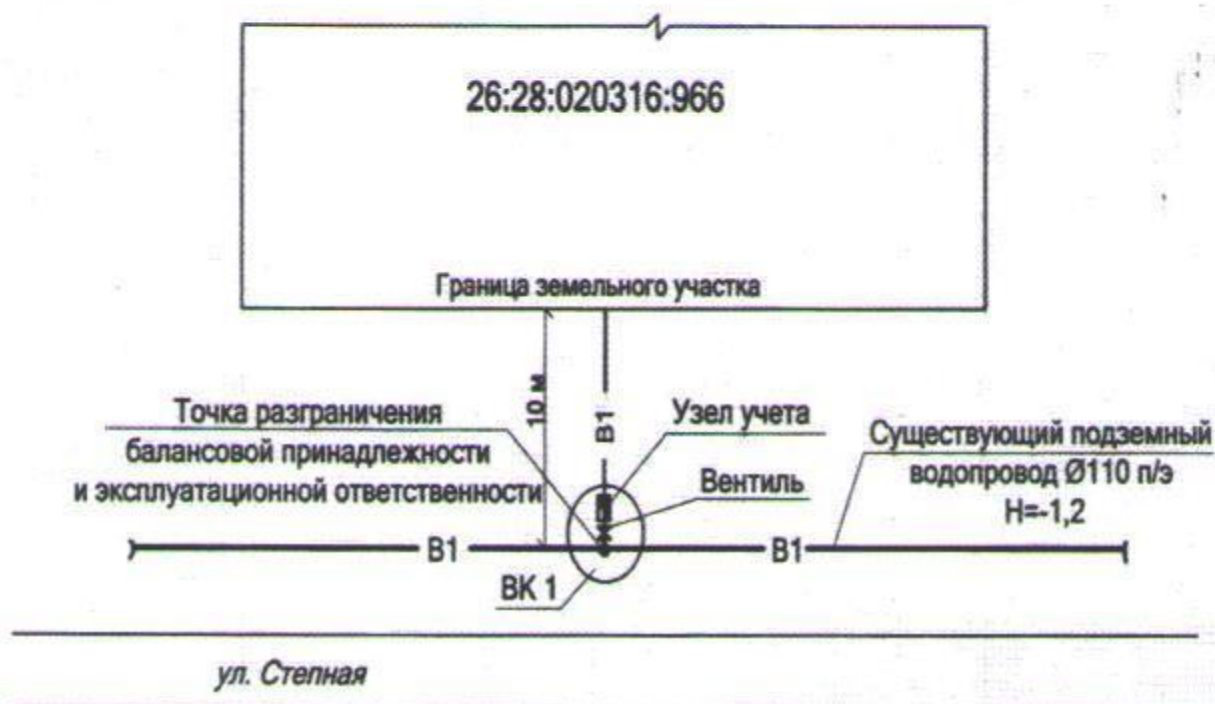 26:28:020316:966
Граница земельного участка
10 м
В1
Точка разграничения
балансовой принадлежности
и эксплуатационной ответственности
Узел учета
Вентиль
Существующий подземный
водопровод Ø110 п/э
Н=-1,2
В1
В1
ВК 1
ул. Степная